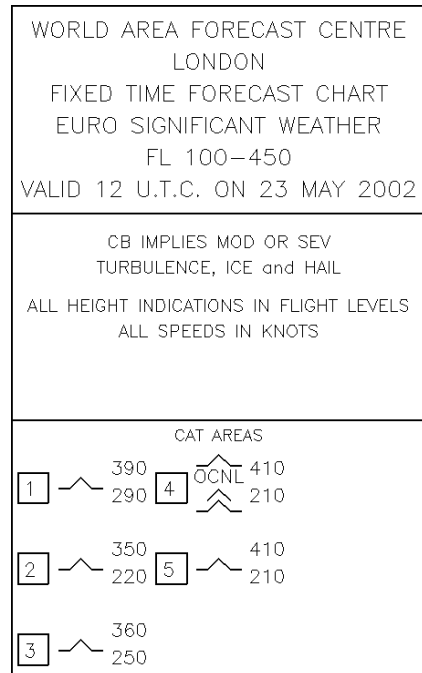 WORLD AREA FORECAST CENTRE
LONDON
FIXED TIME FORECAST CHART
EURO SIGNIFICANT WEATHER
FL 100-450
VALID 12 U.T.C. ON 23 MAY 2002
CB IMPLIES MOD OR SEV
TURBULENCE, ICE and HAIL
ALL HEIGHT INDICATIONS IN FLIGHT LEVELS
ALL SPEEDS IN KNOTS
CAT AREAS
1 390 290
4 OCNL 410 210
2 350 220
5 410 210
3 360 250